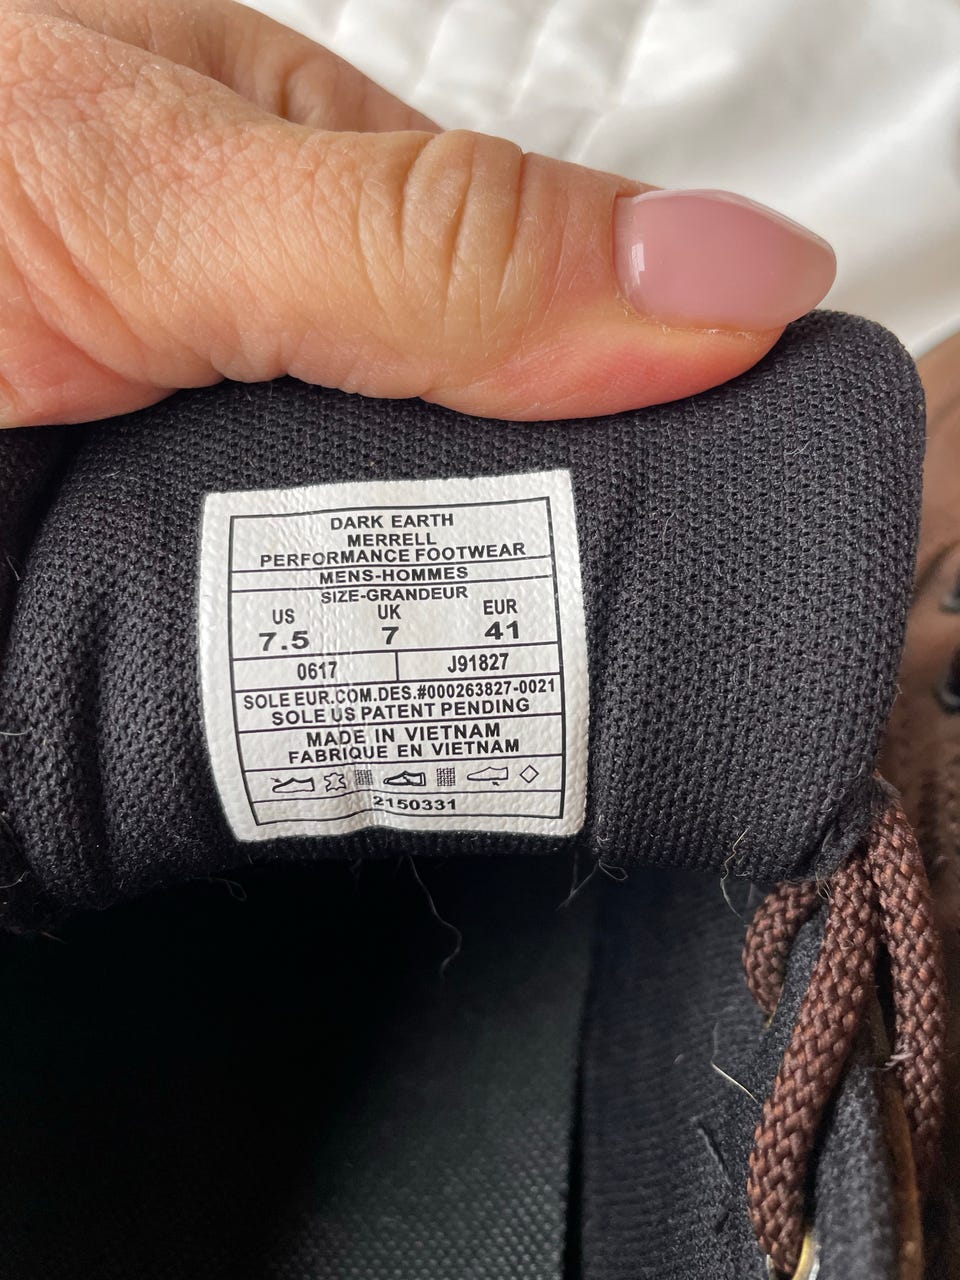 DARK EARTH
MERRELL
PERFORMANCE FOOTWEAR
MENS-HOMMES
SIZE-GRANDEUR
US UK EUR
7.5 7 41
0617 J91827
SOLE EUR.COM.DES.#000263827-0021
SOLE US PATENT PENDING
MADE IN VIETNAM
FABRIQUE EN VIETNAM
2150331